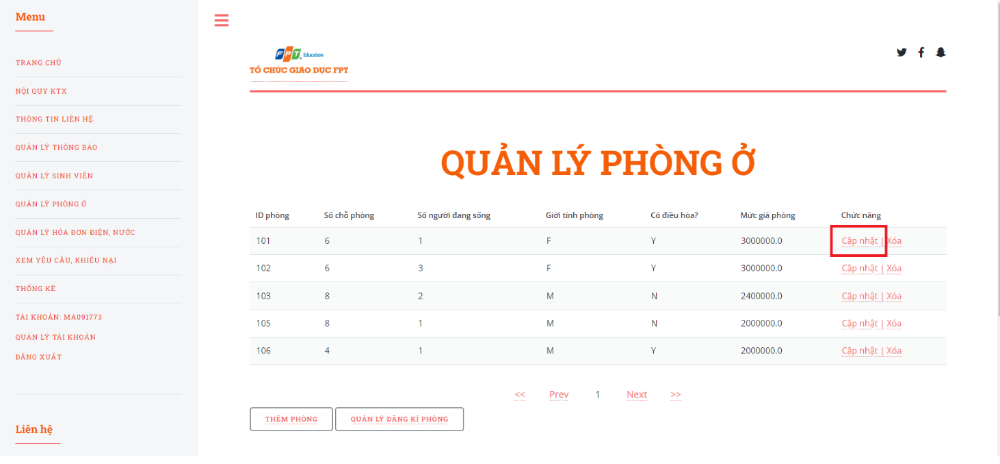 Menu
TRANG CHỦ
NỘI QUY KTX
THÔNG TIN LIÊN HỆ
QUẢN LÝ THÔNG BÁO
QUẢN LÝ SINH VIÊN
QUẢN LÝ PHÒNG Ở
QUẢN LÝ HÓA ĐƠN ĐIỆN, NƯỚC
XEM YÊU CẦU, KHIẾU NẠI
THỐNG KÊ
TÀI KHOẢN: MA091773
QUẢN LÝ TÀI KHOẢN
ĐĂNG XUẤT
Liên hệ
FPT Education
TỔ CHỨC GIÁO DỤC FPT
QUẢN LÝ PHÒNG Ở
ID phòng Số chỗ phòng Số người đang sống Giới tính phòng Có điều hòa? Mức giá phòng Chức năng
101 6 1 F Y 3000000.0 Cập nhật | Xóa
102 6 3 F Y 3000000.0 Cập nhật | Xóa
103 8 2 M N 2400000.0 Cập nhật | Xóa
105 8 1 M N 2000000.0 Cập nhật | Xóa
106 4 1 M Y 2000000.0 Cập nhật | Xóa
<< Prev 1 Next >>
THÊM PHÒNG QUẢN LÝ ĐĂNG KÍ PHÒNG